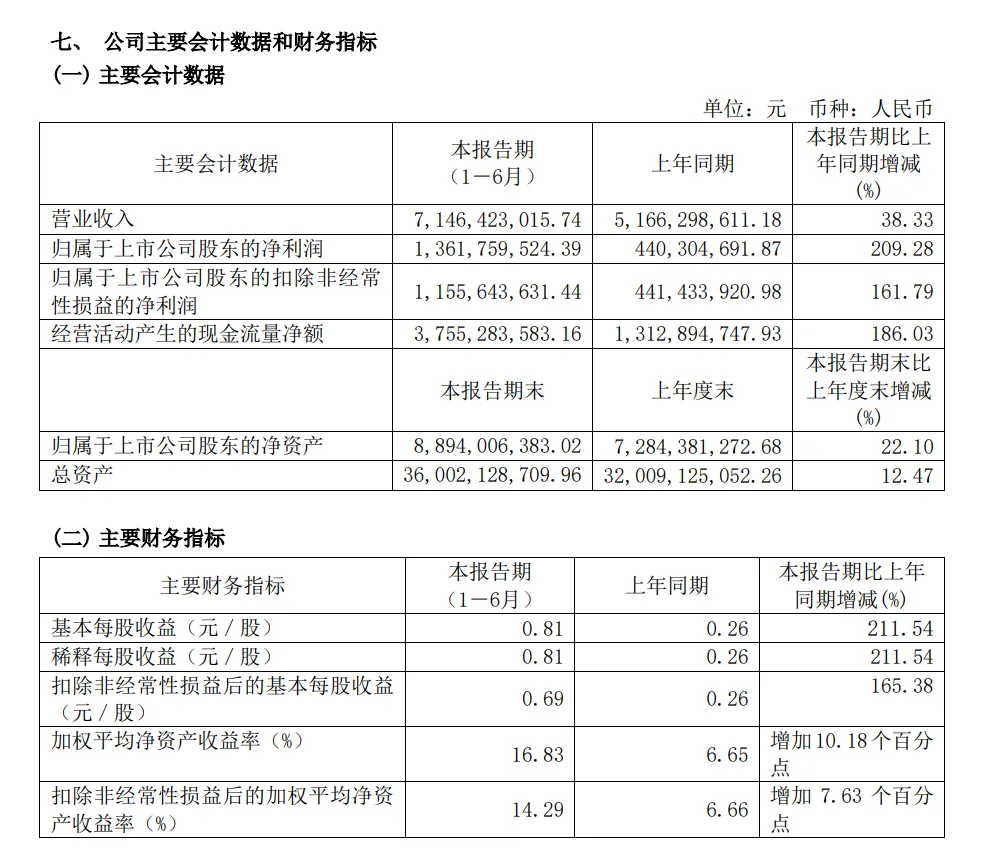 七、 公司主要会计数据和财务指标
(一) 主要会计数据
单位：元 币种：人民币
主要会计数据 本报告期（1－6月） 上年同期 本报告期比上年同期增减(%)
营业收入 7,146,423,015.74 5,166,298,611.18 38.33
归属于上市公司股东的净利润 1,361,759,524.39 440,304,691.87 209.28
归属于上市公司股东的扣除非经常性损益的净利润 1,155,643,631.44 441,433,920.98 161.79
经营活动产生的现金流量净额 3,755,283,583.16 1,312,894,747.93 186.03
本报告期末 上年度末 本报告期末比上年度末增减(%)
归属于上市公司股东的净资产 8,894,006,383.02 7,284,381,272.68 22.10
总资产 36,002,128,709.96 32,009,125,052.26 12.47
(二) 主要财务指标
主要财务指标 本报告期（1－6月） 上年同期 本报告期比上年同期增减(%)
基本每股收益（元／股） 0.81 0.26 211.54
稀释每股收益（元／股） 0.81 0.26 211.54
扣除非经常性损益后的基本每股收益（元／股） 0.69 0.26 165.38
加权平均净资产收益率（%） 16.83 6.65 增加10.18个百分点
扣除非经常性损益后的加权平均净资产收益率（%） 14.29 6.66 增加 7.63 个百分点